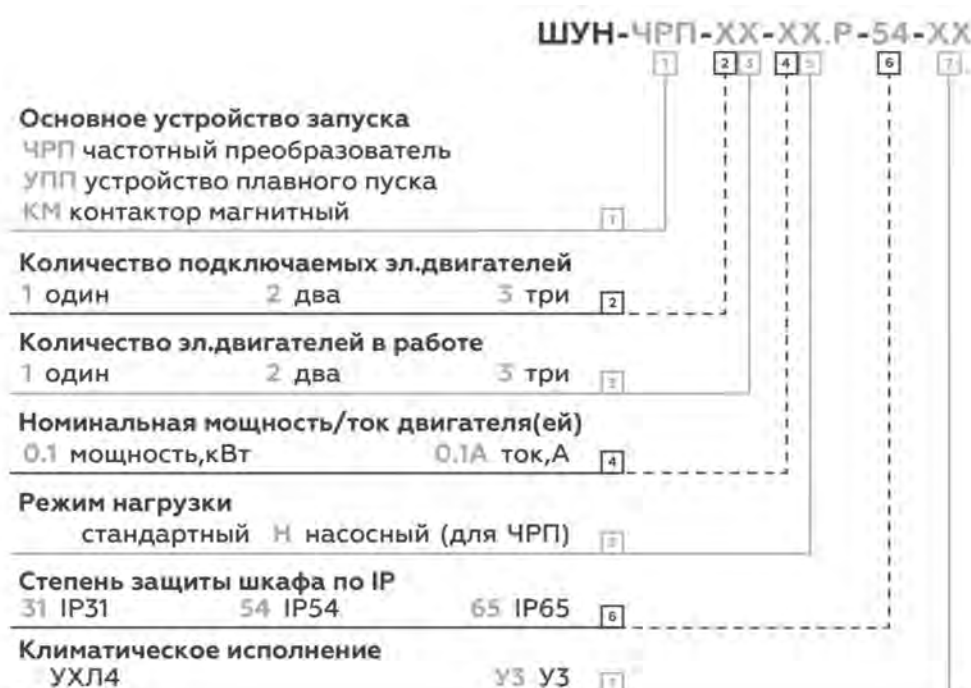 ШУН-ЧРП-ХХ-ХХ.Р-54-ХХ
1 2 3 4 5 6 7
Основное устройство запуска
ЧРП частотный преобразователь
УПП устройство плавного пуска
КМ контактор магнитный 1
Количество подключаемых эл.двигателей
1 один 2 два 3 три 2
Количество эл.двигателей в работе
1 один 2 два 3 три
Номинальная мощность/ток двигателя(ей)
0.1 мощность,кВт 0.1А ток,А 4
Режим нагрузки
стандартный Н насосный (для ЧРП)
Степень защиты шкафа по IP
31 IP31 54 IP54 65 IP65 6
Климатическое исполнение
УХЛ4 У3 У3